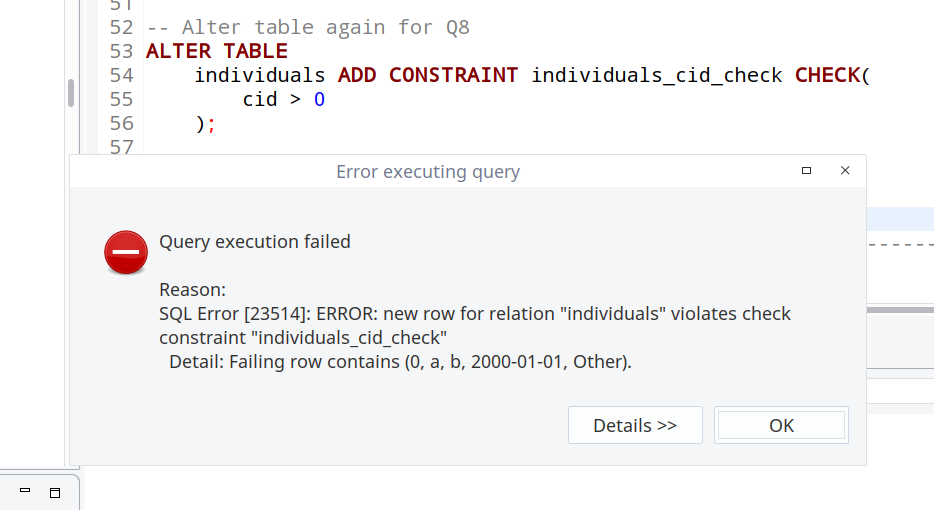 51
52 -- Alter table again for Q8
53 ALTER TABLE
54 individuals ADD CONSTRAINT individuals_cid_check CHECK(
55 cid > 0
56 );
57
Error executing query
Query execution failed
Reason:
SQL Error [23514]: ERROR: new row for relation "individuals" violates check
constraint "individuals_cid_check"
Detail: Failing row contains (0, a, b, 2000-01-01, Other).
Details >>
OK